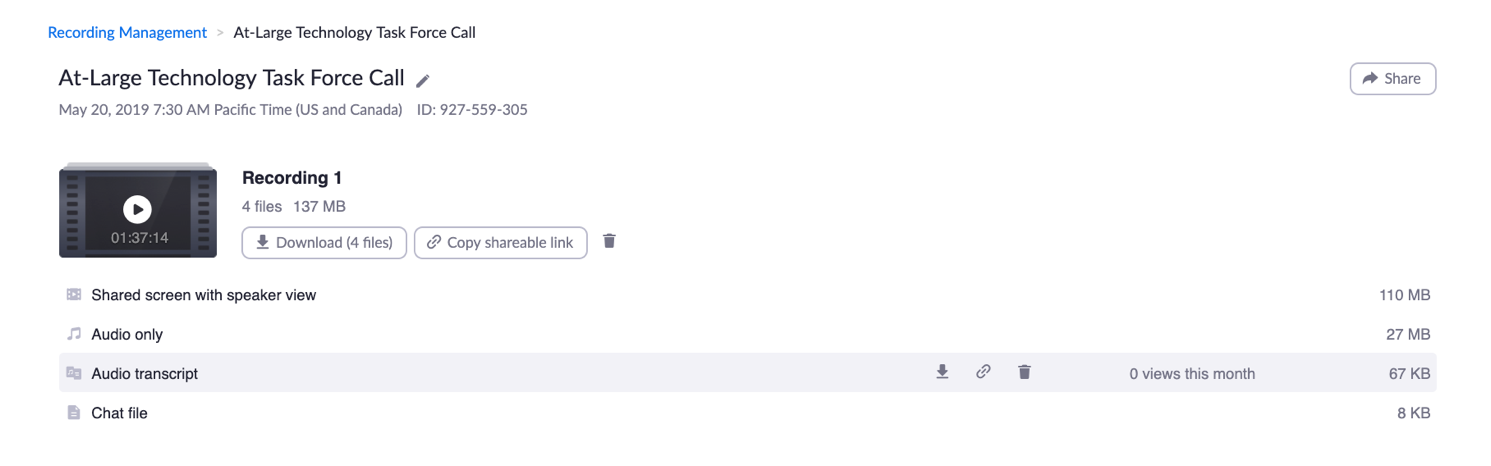 Recording Management > At-Large Technology Task Force Call
At-Large Technology Task Force Call
Share
May 20, 2019 7:30 AM Pacific Time (US and Canada) ID: 927-559-305
Recording 1
4 files 137 MB
01:37:14
Download (4 files) Copy shareable link
Shared screen with speaker view 110 MB
Audio only 27 MB
Audio transcript 0 views this month 67 KB
Chat file 8 KB